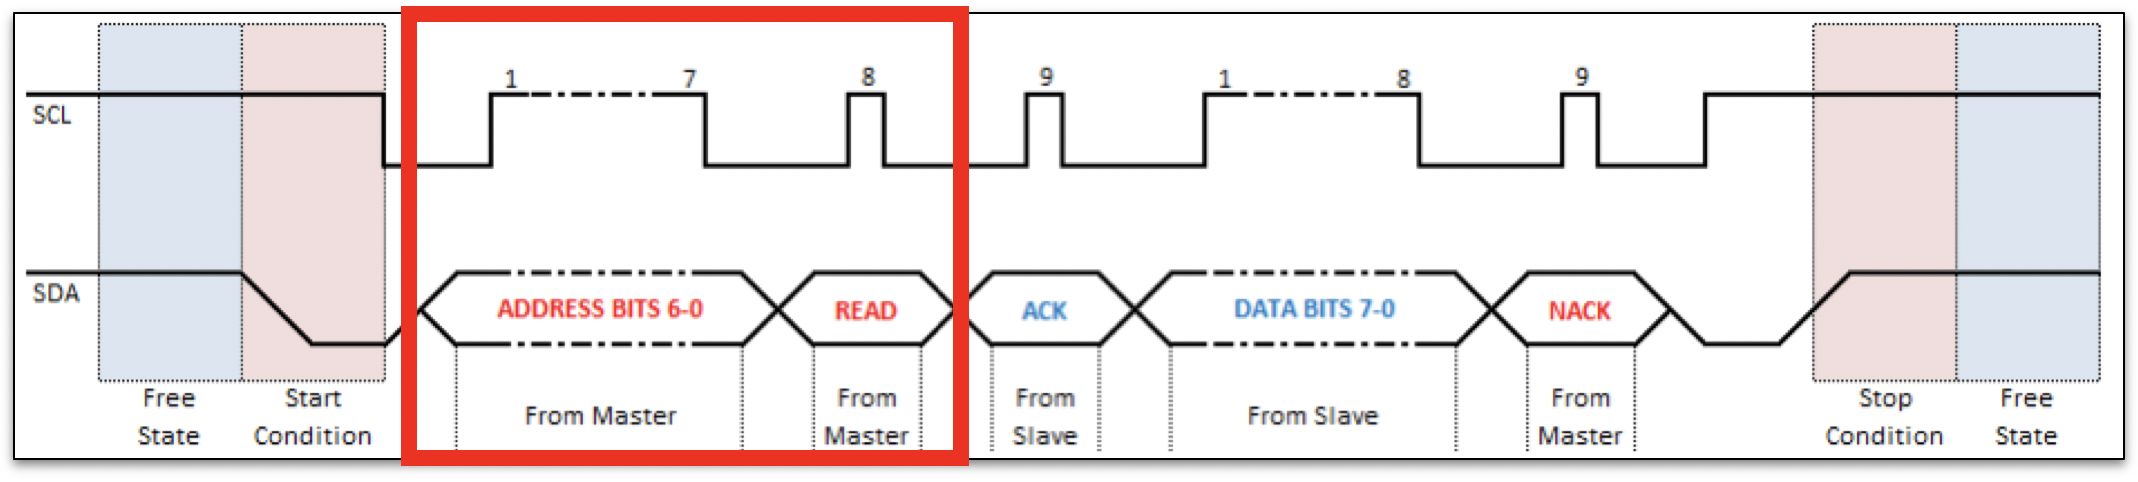 1 7 8 9 1 8 9
SCL
SDA
ADDRESS BITS 6-0 READ ACK DATA BITS 7-0 NACK
Free
State
Start
Condition
From Master
From
Master
From
Slave
From Slave
From
Master
Stop
Condition
Free
State